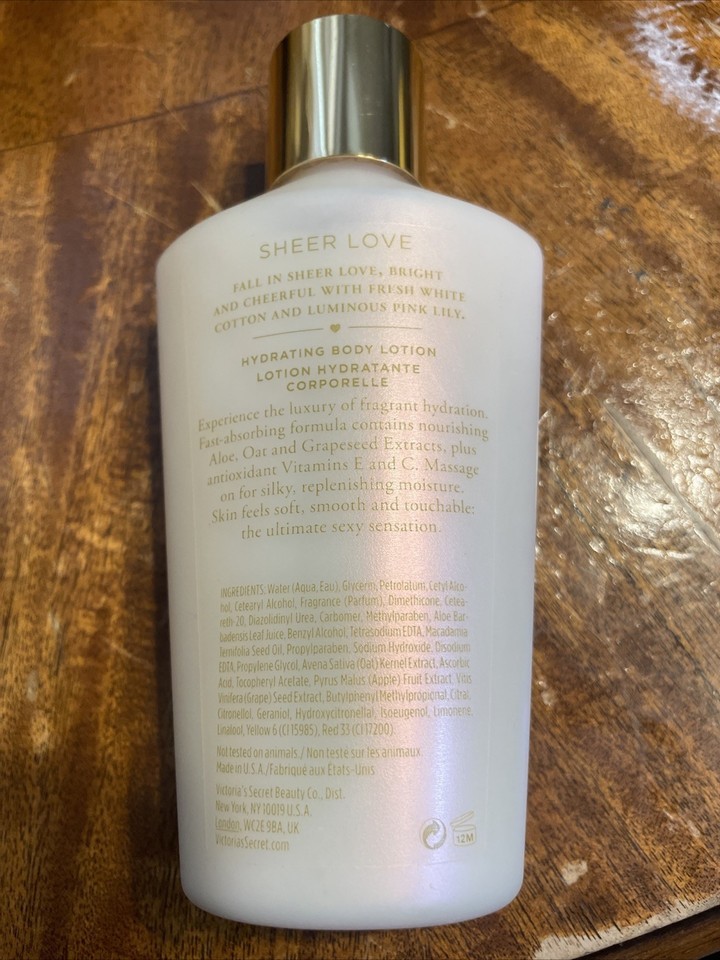 SHEER LOVE
FALL IN SHEER LOVE, BRIGHT
AND CHEERFUL WITH FRESH WHITE
COTTON AND LUMINOUS PINK LILY.
HYDRATING BODY LOTION
LOTION HYDRATANTE
CORPORELLE
Experience the luxury of fragrant hydration.
Fast-absorbing formula contains nourishing
Aloe, Oat and Grapeseed Extracts, plus
antioxidant Vitamins E and C. Massage
on for silky, replenishing moisture.
Skin feels soft, smooth and touchable:
the ultimate sexy sensation.
INGREDIENTS: Water (Aqua, Eau), Glycerin, Petrolatum, Cetyl Alco-
hol, Cetearyl Alcohol, Fragrance (Parfum), Dimethicone, Cetea-
reth-20, Diazolidinyl Urea, Carbomer, Methylparaben, Aloe Bar-
badensis Leaf Juice, Benzyl Alcohol, Tetrasodium EDTA, Macadamia
Ternifolia Seed Oil, Propylparaben, Sodium Hydroxide, Disodium
EDTA, Propylene Glycol, Avena Sativa (Oat) Kernel Extract, Ascorbic
Acid, Tocopheryl Acetate, Pyrus Malus (Apple) Fruit Extract, Vitis
Vinifera (Grape) Seed Extract, Butylphenyl Methylpropional, Citral,
Citronellol, Geraniol, Hydroxycitronellal, Isoeugenol, Limonene,
Linalool, Yellow 6 (CI 15985), Red 33 (CI 17200).
Not tested on animals./ Non testé sur les animaux.
Made in U.S.A./Fabriqué aux États-Unis
Victoria's Secret Beauty Co., Dist.
New York, NY 10019 U.S.A.
London, WC2E 9BA, UK
VictoriasSecret.com
12M